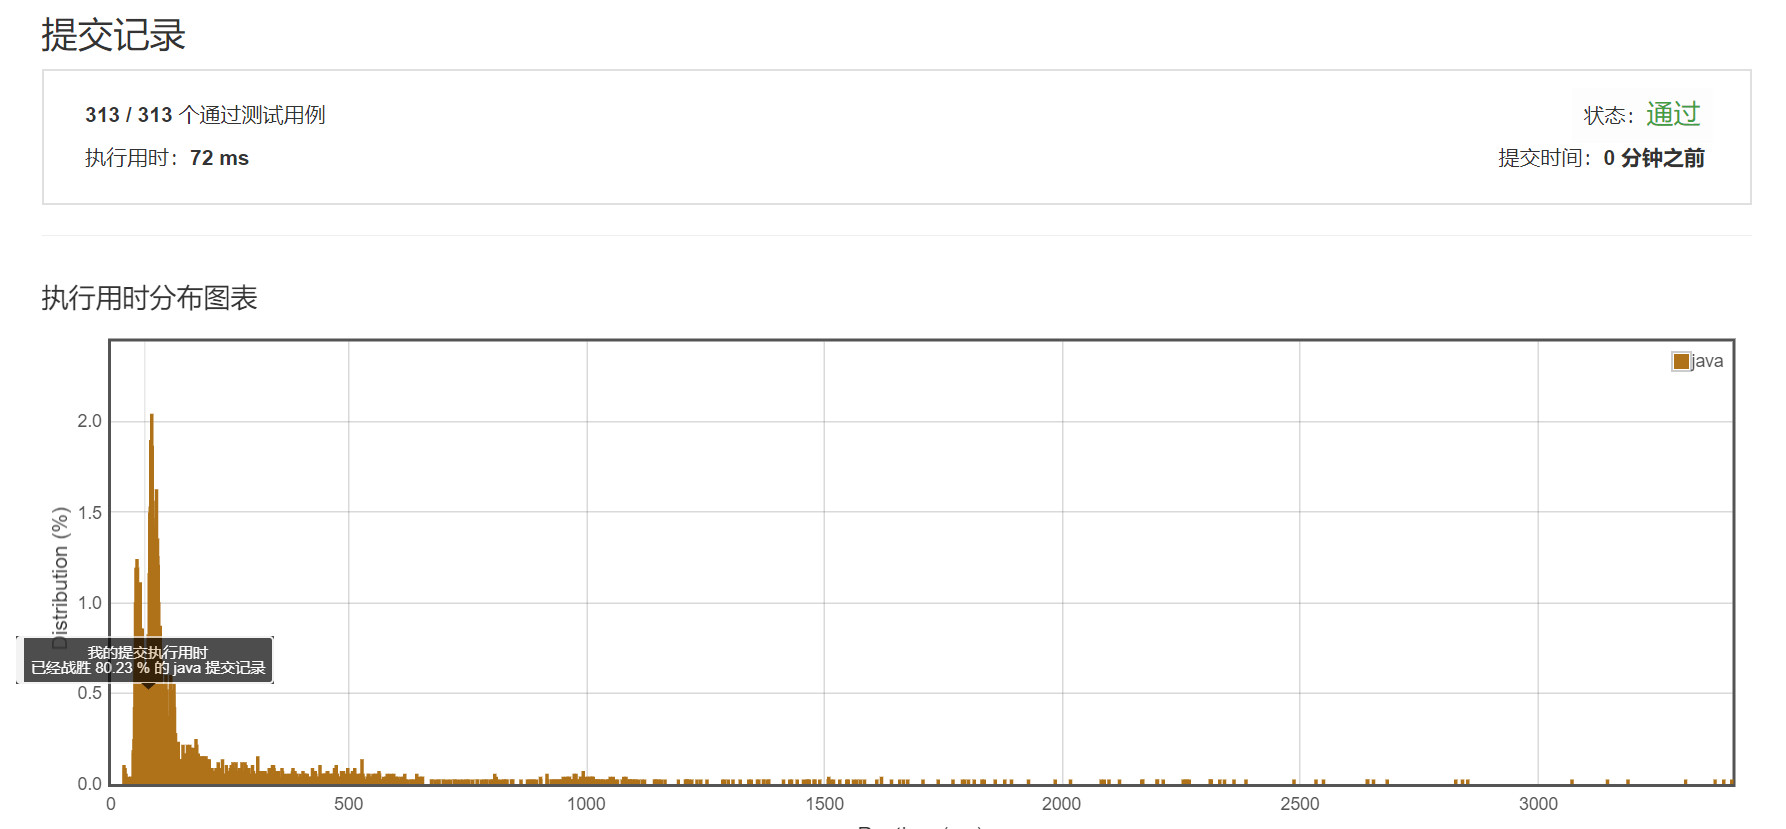 提交记录
313 / 313 个通过测试用例
状态：通过
执行用时：72 ms
提交时间：0 分钟之前
执行用时分布图表
java
2.0
1.5
1.0
0.5
0.0
Distribution (%)
我的提交执行用时
已经战胜 80.23 % 的 java 提交记录
0
500
1000
1500
2000
2500
3000